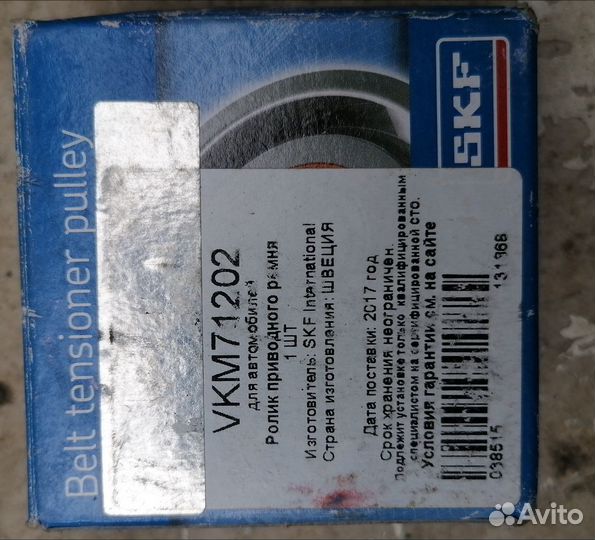 Belt tensioner pulley
SKF
VKM71202
для автомобилей
Ролик приводного ремня
1 ШТ
Изготовитель: SKF International
Страна изготовления: ШВЕЦИЯ
Дата поставки: 2017 год
Срок хранения неограничен.
Подлежит установке только квалифицированным
специалистом на сертифицированной СТО.
Условия гарантии см. на сайте
038515 131968
Avito